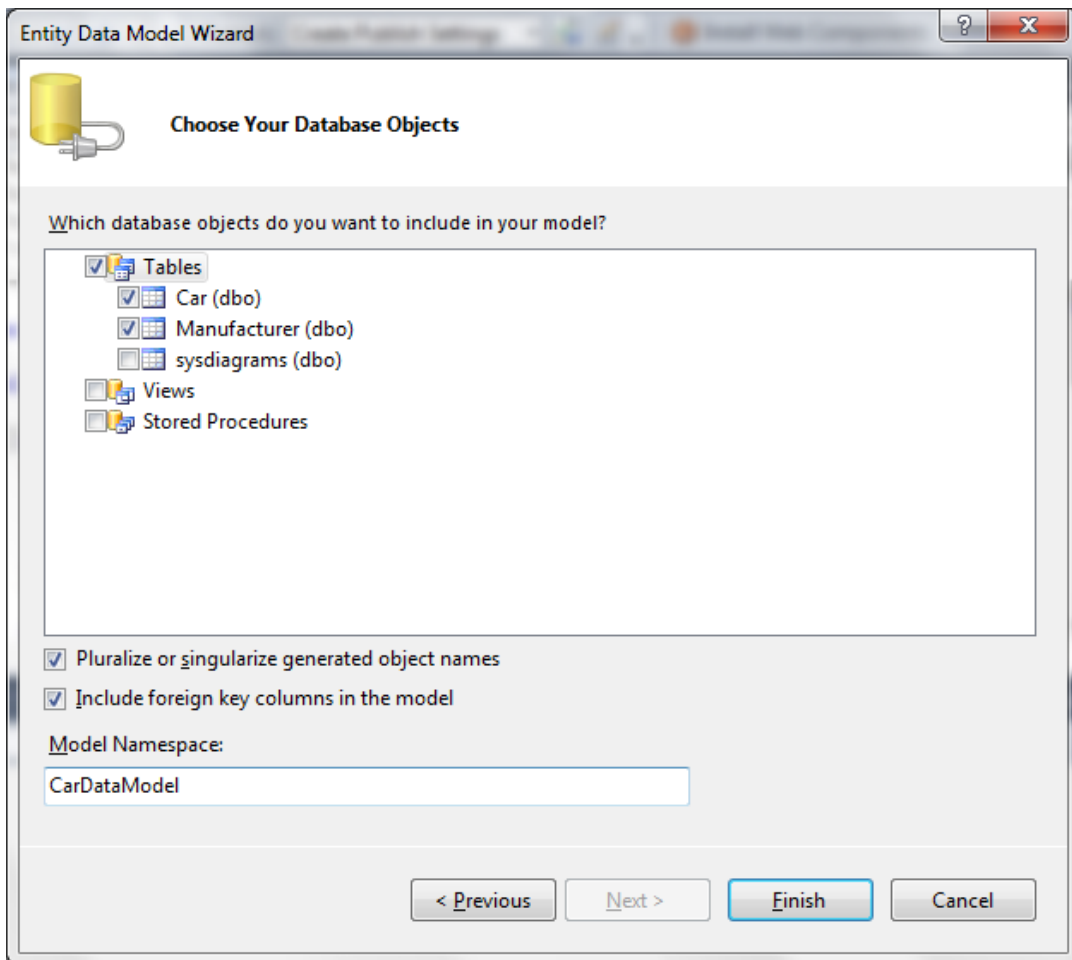 Entity Data Model Wizard
Choose Your Database Objects
Which database objects do you want to include in your model?
Tables
Car (dbo)
Manufacturer (dbo)
sysdiagrams (dbo)
Views
Stored Procedures
Pluralize or singularize generated object names
Include foreign key columns in the model
Model Namespace:
CarDataModel
< Previous Next > Finish Cancel